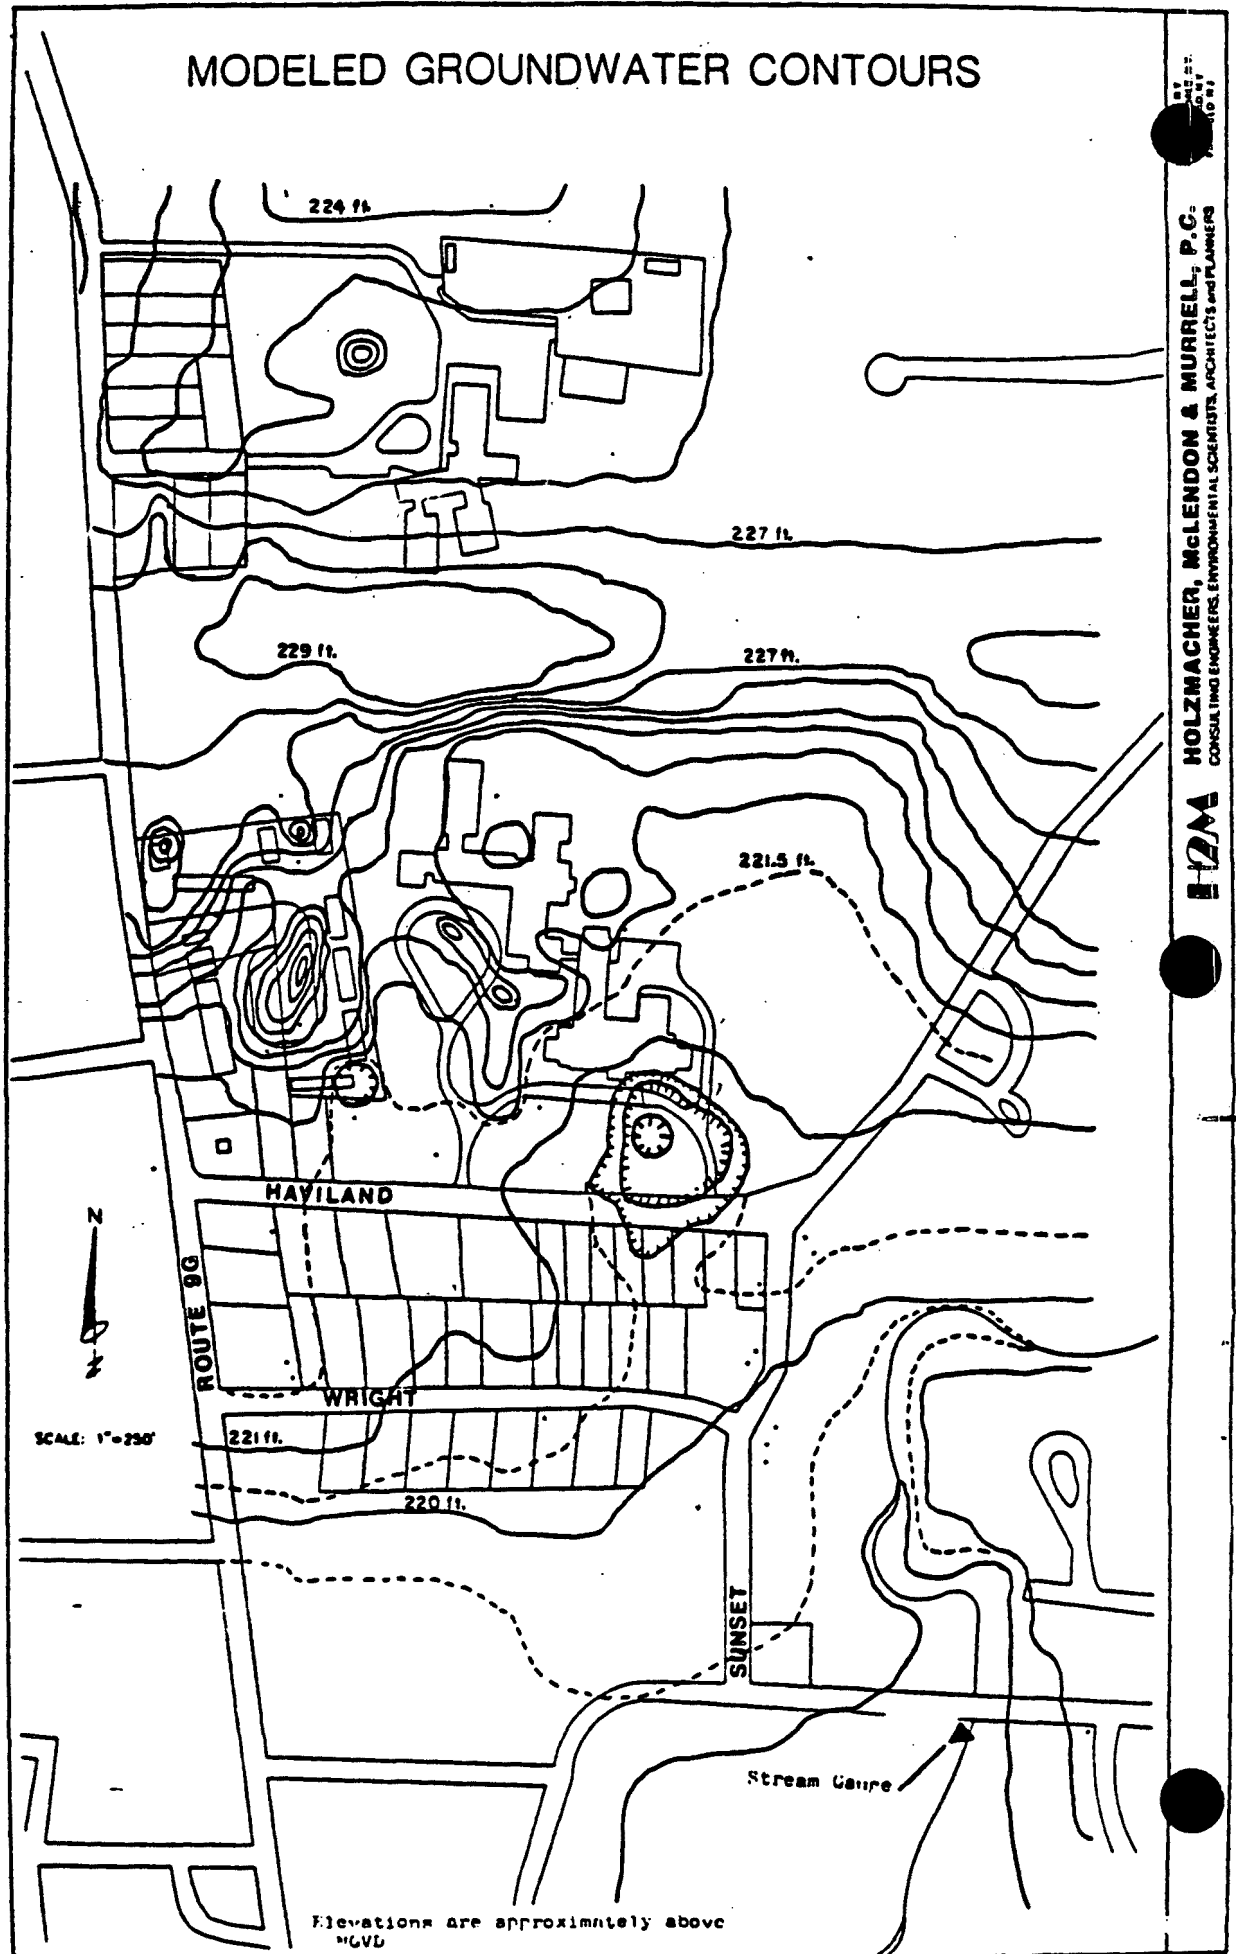 MODELED GROUNDWATER CONTOURS
224 ft.
227 ft.
229 ft.
227 ft.
221.5 ft.
HAVILAND
ROUTE 9G
WRIGHT
N
SCALE: 1"=250'
221 ft.
220 ft.
SUNSET
Stream
Elevations are approximately above
NGVD
H2M
HOLZMACHER, McLENDON & MURRELL, P.C.
CONSULTING ENGINEERS, ENVIRONMENTAL SCIENTISTS, ARCHITECTS and PLANNERS